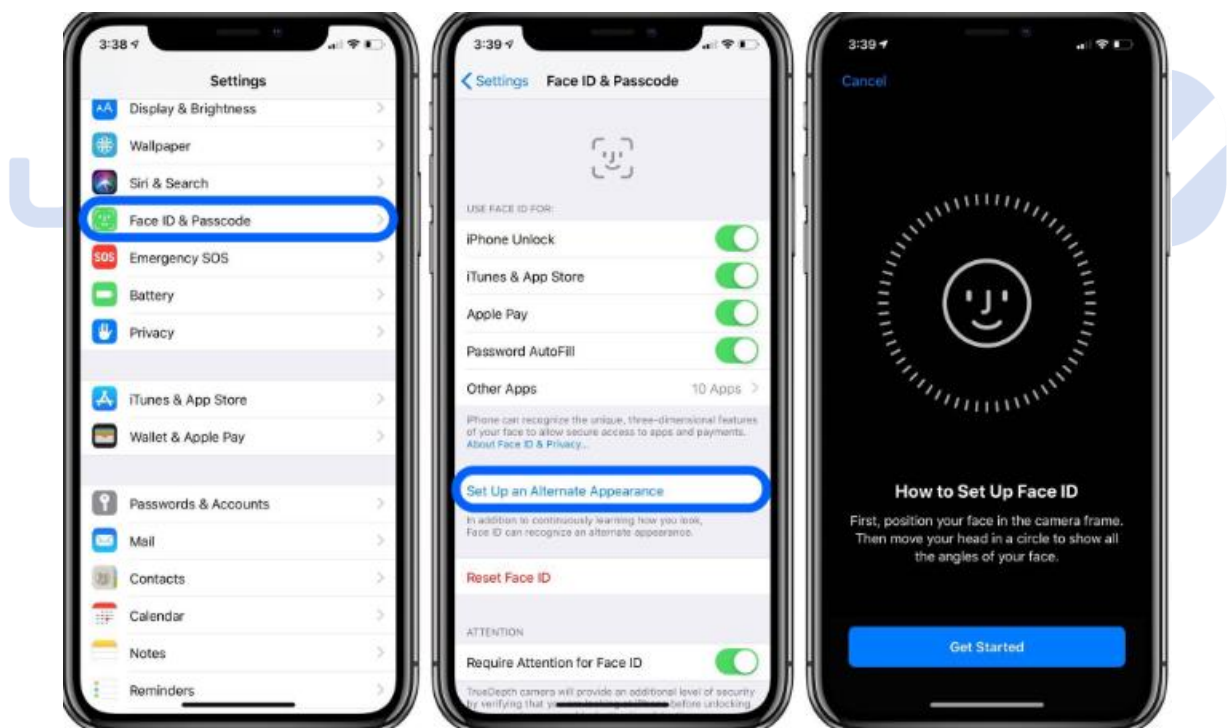 3:38
Settings
AA Display & Brightness
Wallpaper
Siri & Search
Face ID & Passcode
SOS Emergency SOS
Battery
Privacy
iTunes & App Store
Wallet & Apple Pay
Passwords & Accounts
Mail
Contacts
Calendar
Notes
Reminders
3:39
Settings Face ID & Passcode
USE FACE ID FOR:
iPhone Unlock
iTunes & App Store
Apple Pay
Password AutoFill
Other Apps 10 Apps
iPhone can recognize the unique, three-dimensional features
of your face to allow secure access to apps and payments.
About Face ID & Privacy...
Set Up an Alternate Appearance
In addition to continuously learning how you look,
Face ID can recognize an alternate appearance.
Reset Face ID
ATTENTION
Require Attention for Face ID
TrueDepth camera will provide an additional level of security
by verifying that you before unlocking
3:39
Cancel
How to Set Up Face ID
First, position your face in the camera frame.
Then move your head in a circle to show all
the angles of your face.
Get Started